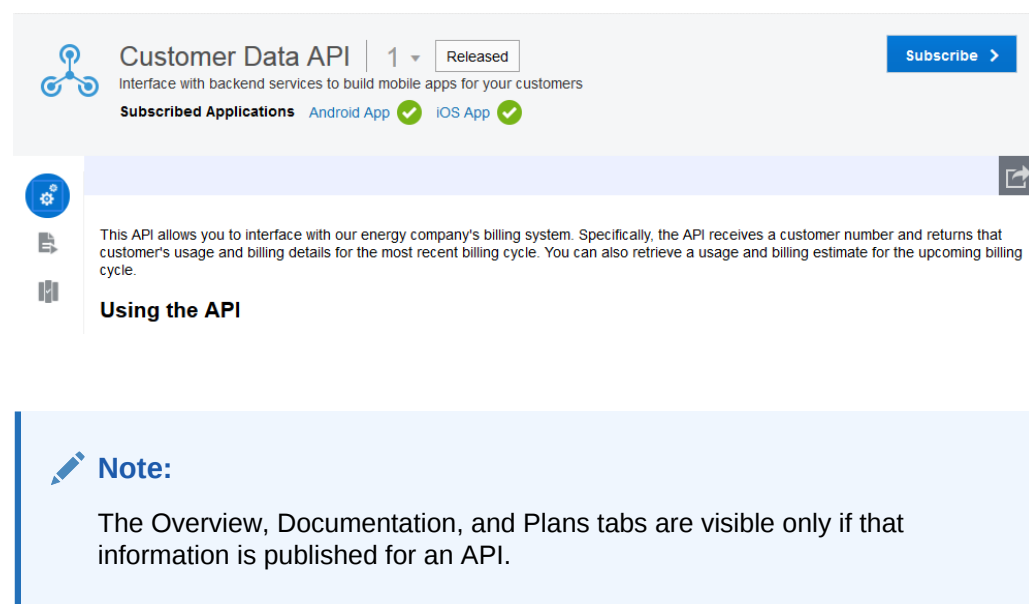 Customer Data API 1 Released
Subscribe
Interface with backend services to build mobile apps for your customers
Subscribed Applications Android App iOS App
This API allows you to interface with our energy company's billing system. Specifically, the API receives a customer number and returns that
customer's usage and billing details for the most recent billing cycle. You can also retrieve a usage and billing estimate for the upcoming billing
cycle.
Using the API
Note:
The Overview, Documentation, and Plans tabs are visible only if that
information is published for an API.